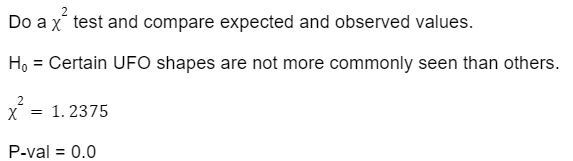 Do a χ² test and compare expected and observed values.
H₀ = Certain UFO shapes are not more commonly seen than others.
χ² = 1.2375
P-val = 0.0